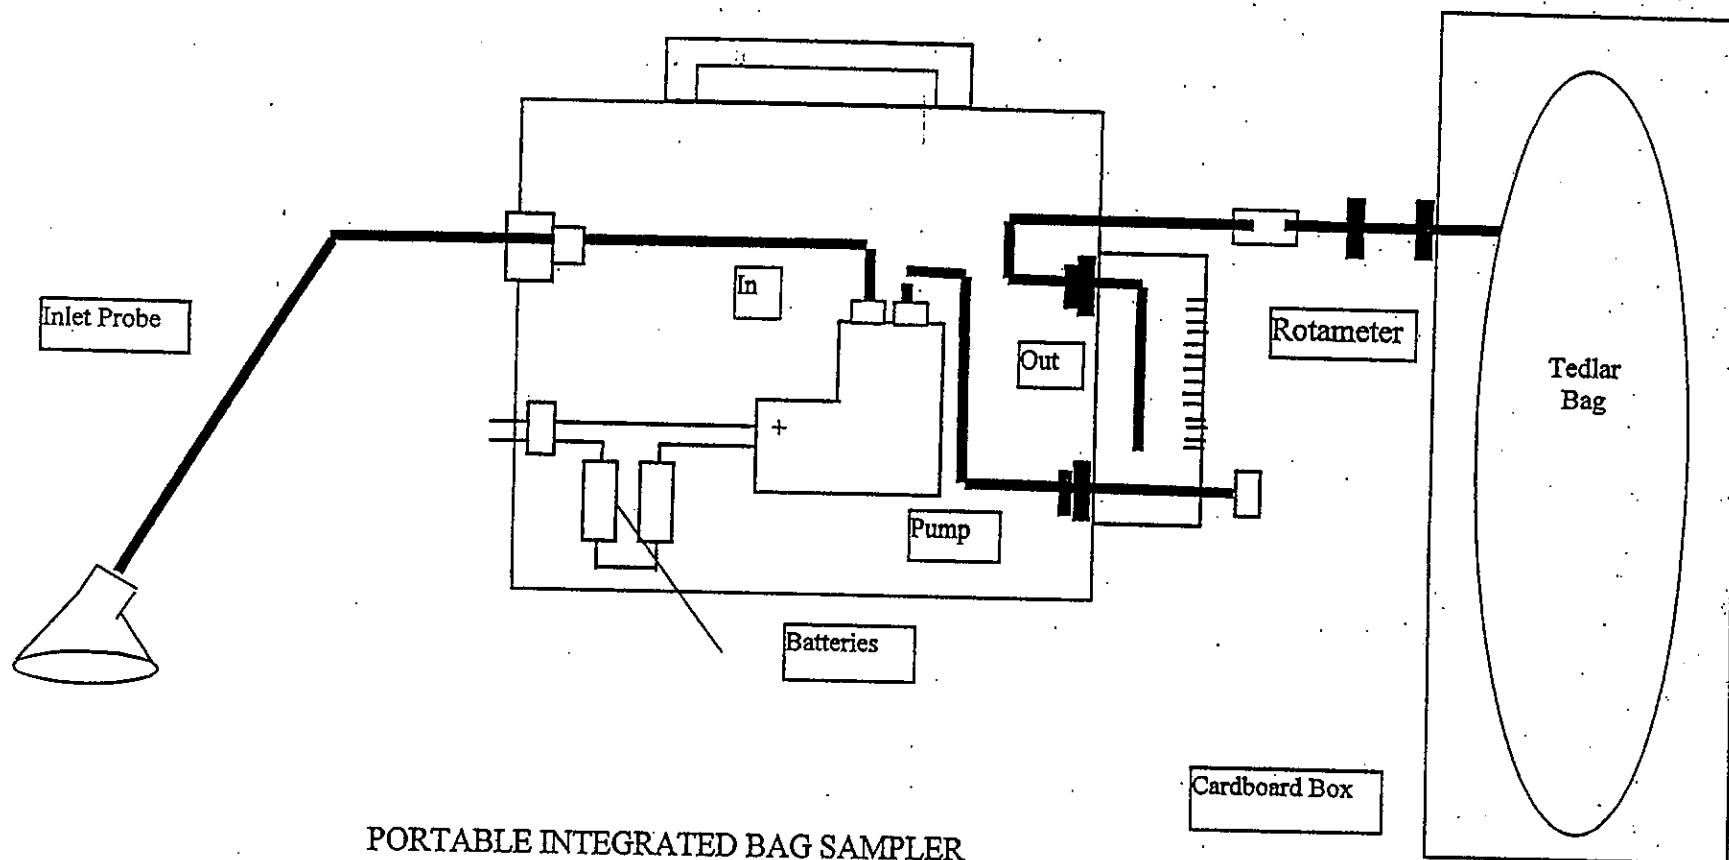 Inlet Probe
In
Out
Rotameter
Tedlar
Bag
+
Pump
Batteries
Cardboard Box
PORTABLE INTEGRATED BAG SAMPLER